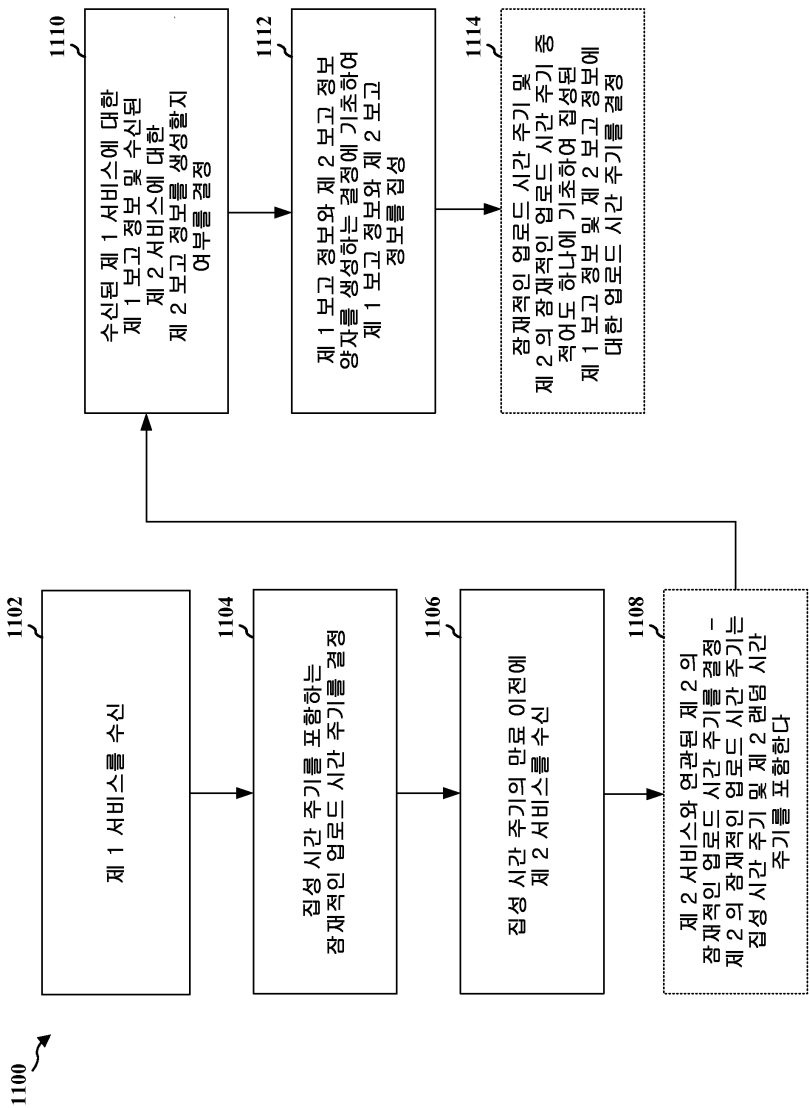 1100
1102
제 1 서비스를 수신
1104
집성 시간 주기를 포함하는
잠재적인 업로드 시간 주기를 결정
1106
집성 시간 주기의 만료 이전에
제 2 서비스를 수신
1108
제 2 서비스와 연관된 제 2 의
잠재적인 업로드 시간 주기를 결정 –
제 2 의 잠재적인 업로드 시간 주기는
집성 시간 주기 및 제 2 랜덤 시간
주기를 포함한다
1110
수신된 제 1 서비스에 대한
제 1 보고 정보 및 수신된
제 2 서비스에 대한
제 2 보고 정보를 생성할지
여부를 결정
1112
제 1 보고 정보와 제 2 보고 정보
양자를 생성하는 결정에 기초하여
제 1 보고 정보와 제 2 보고
정보를 집성
1114
잠재적인 업로드 시간 주기 및
제 2 의 잠재적인 업로드 시간 주기 중
적어도 하나에 기초하여 집성된
제 1 보고 정보 및 제 2 보고 정보에
대한 업로드 시간 주기를 결정